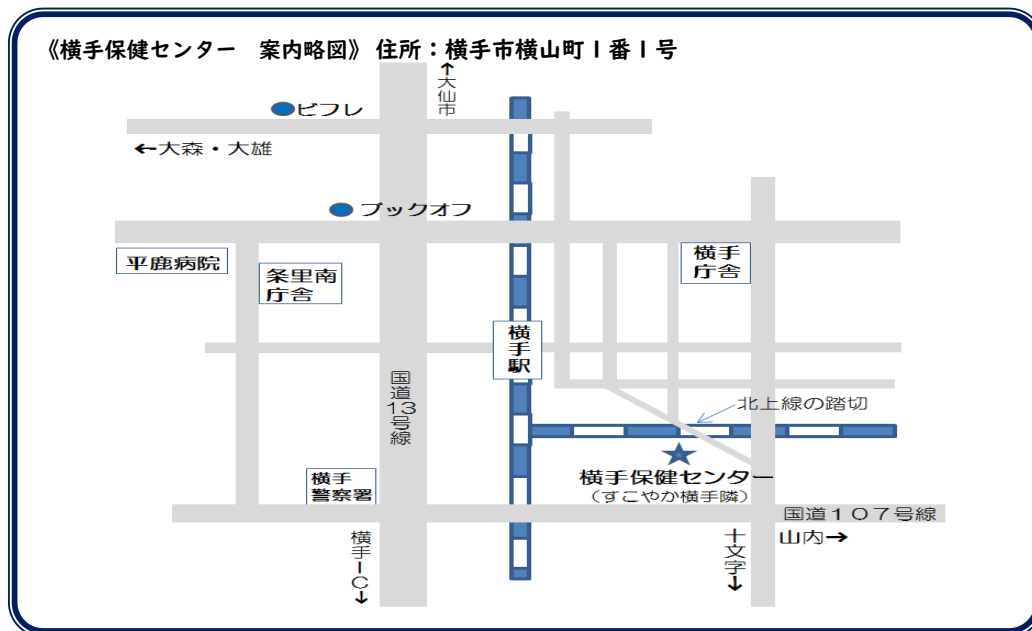 《横手保健センター　案内略図》 住所：横手市横山町1番1号
↑大仙市
ビフレ
←大森・大雄
ブックオフ
平鹿病院
条里南
庁舎
横手
庁舎
横手駅
国道13号線
北上線の踏切
横手保健センター
（すこやか横手隣）
横手
警察署
国道１０７号線
山内→
横手IC↓
十文字↓